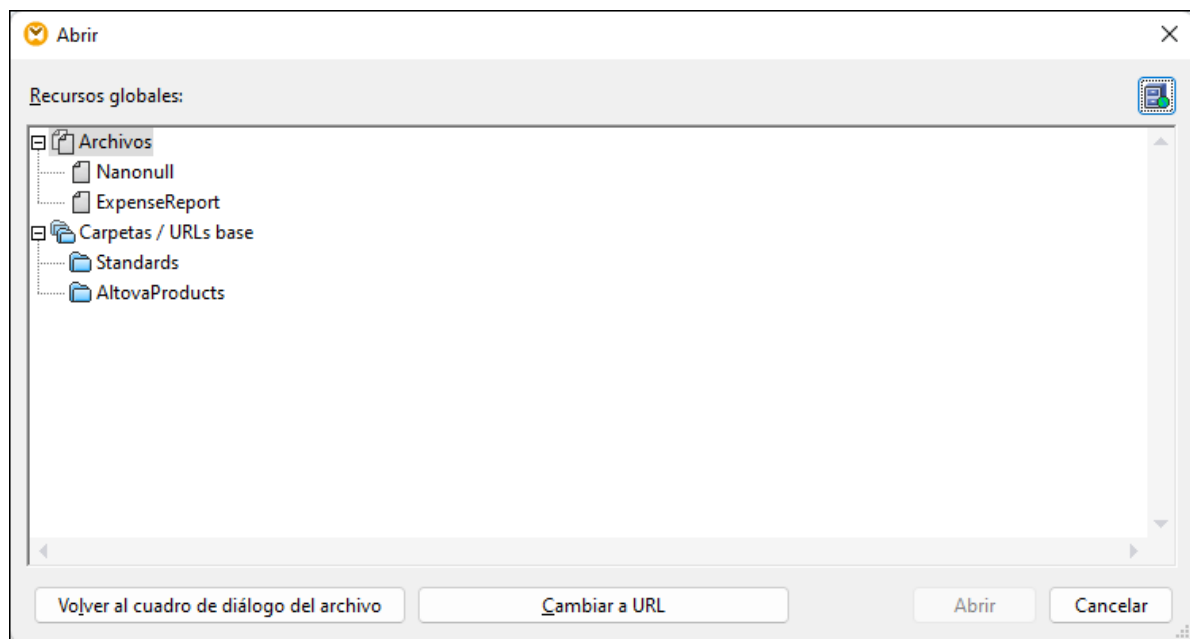 Abrir
Recursos globales:
Archivos
Nanonull
ExpenseReport
Carpetas / URLs base
Standards
AltovaProducts
Volver al cuadro de diálogo del archivo
Cambiar a URL
Abrir
Cancelar